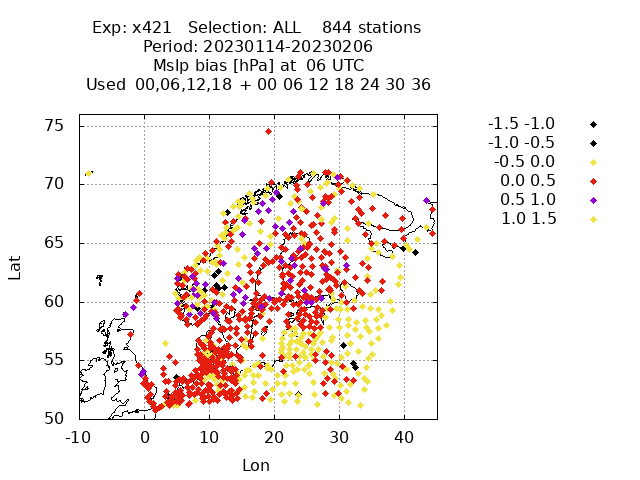 Exp: x421 Selection: ALL 844 stations
Period: 20230114-20230206
Mslp bias [hPa] at 06 UTC
Used 00,06,12,18 + 00 06 12 18 24 30 36
75
70
65
60
55
50
Lat
-10 0 10 20 30 40
Lon
-1.5 -1.0
-1.0 -0.5
-0.5 0.0
0.0 0.5
0.5 1.0
1.0 1.5